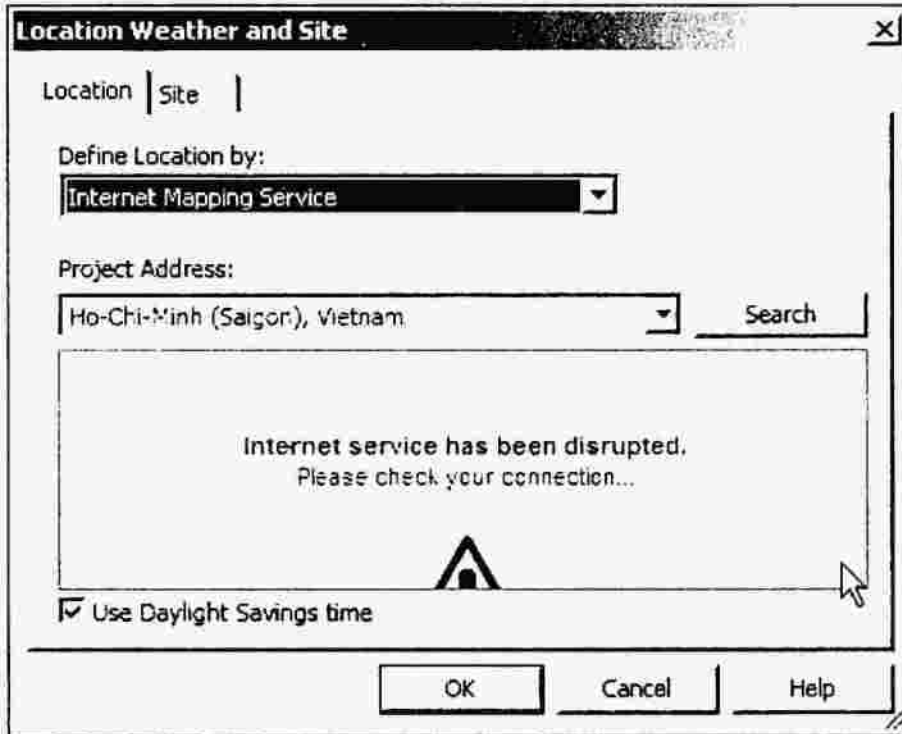 Location Weather and Site
Location Site
Define Location by:
Internet Mapping Service
Project Address:
Ho-Chi-Minh (Saigon), Vietnam
Search
Internet service has been disrupted.
Please check your connection...
Use Daylight Savings time
OK Cancel Help